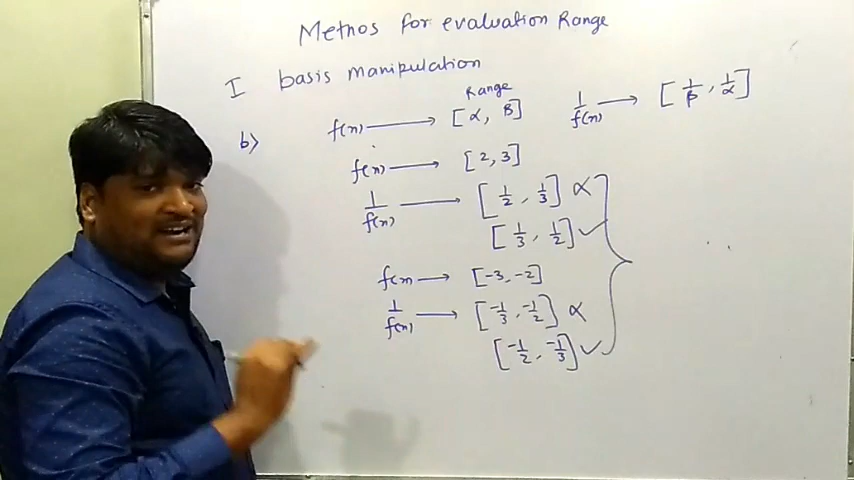 Methos for evaluation Range
I basis manipulation
b) f(n) → Range [α, β] 1/f(n) → [1/β, 1/α]
f(n) → [2, 3]
1/f(n) → [1/2, 1/3] ×
[1/3, 1/2] ✓
f(n → [-3, -2]
1/f(n) → [-1/3, -1/2] ×
[-1/2, -1/3] ✓